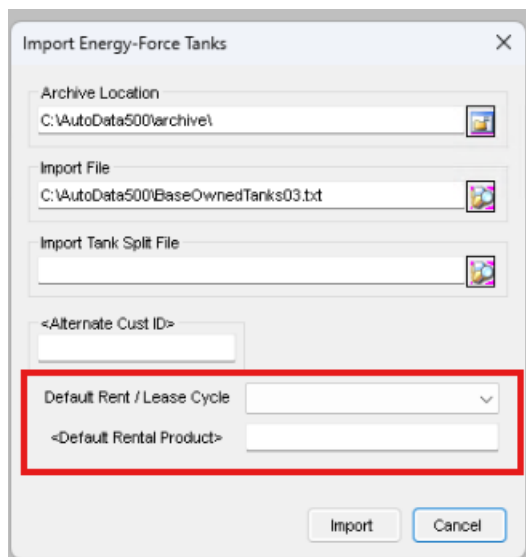 Import Energy-Force Tanks
Archive Location
C:\AutoData500\archive\
Import File
C:\AutoData500\BaseOwnedTanks03.txt
Import Tank Split File
<Alternate Cust ID>
Default Rent / Lease Cycle
<Default Rental Product>
Import Cancel